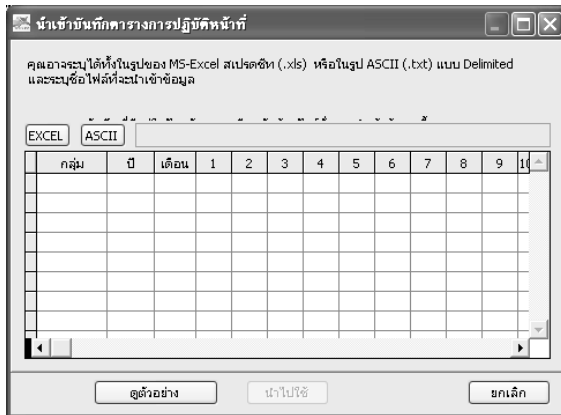 นำเข้าบันทึกตารางการปฏิบัติหน้าที่
คุณอาจระบุได้ทั้งในรูปของ MS-Excel สเปรดชีท (.xls) หรือในรูป ASCII (.txt) แบบ Delimited
และระบุชื่อไฟล์ที่จะนำเข้าข้อมูล
EXCEL ASCII
กลุ่ม ปี เดือน 1 2 3 4 5 6 7 8 9 10
ดูตัวอย่าง นำไปใช้ ยกเลิก